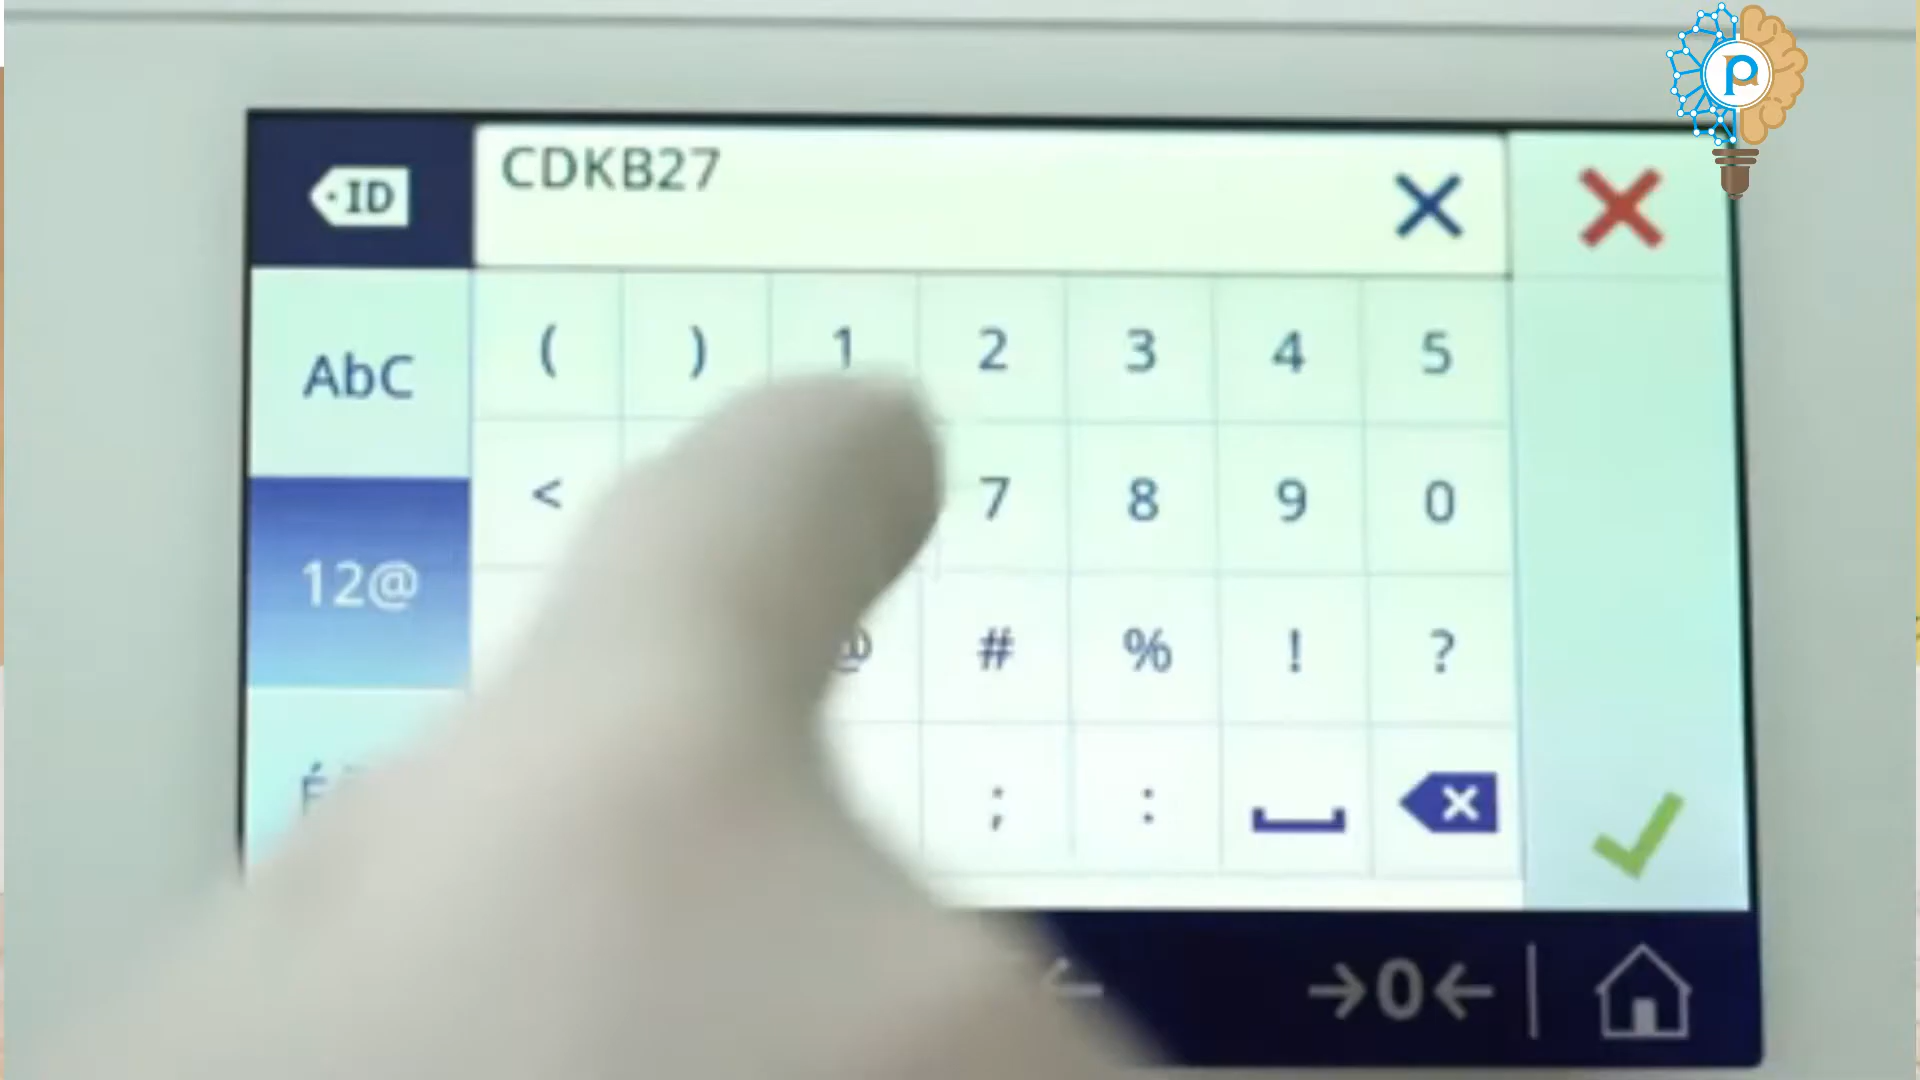 ID
CDKB27
AbC
( ) 1 2 3 4 5
< 7 8 9 0
12@
@ # % ! ?
; :
→0←
P